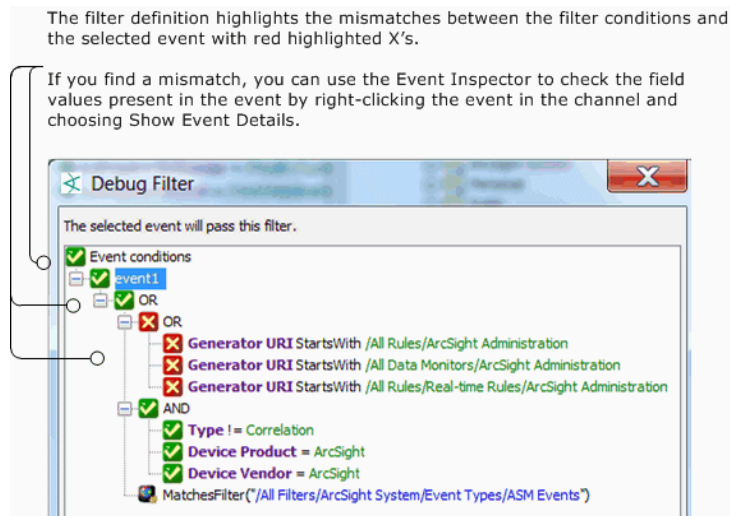 The filter definition highlights the mismatches between the filter conditions and
the selected event with red highlighted X's.
If you find a mismatch, you can use the Event Inspector to check the field
values present in the event by right-clicking the event in the channel and
choosing Show Event Details.
Debug Filter
The selected event will pass this filter.
Event conditions
event1
OR
OR
Generator URI StartsWith /All Rules/ArcSight Administration
Generator URI StartsWith /All Data Monitors/ArcSight Administration
Generator URI StartsWith /All Rules/Real-time Rules/ArcSight Administration
AND
Type != Correlation
Device Product = ArcSight
Device Vendor = ArcSight
MatchesFilter("/All Filters/ArcSight System/Event Types/ASM Events")